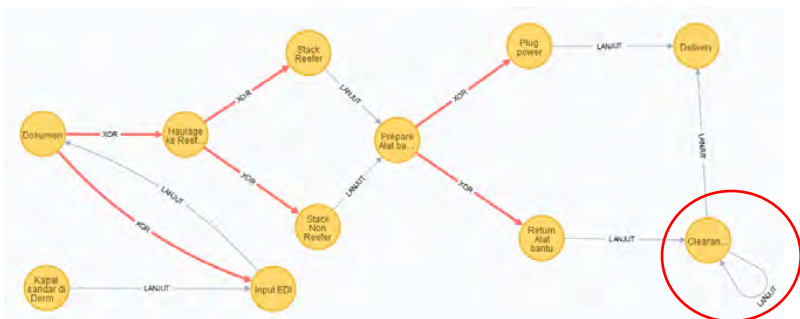 Stack
Reefer
Plug
power
LANJUT
Delivery
XOR
LANJUT
XOR
Dokumen
XOR
Haulage
ke Reef...
Prepare
Alat ba...
LANJUT
XOR
LANJUT
LANJUT
XOR
XOR
Stack
Non
Reefer
Return
Alat
bantu
LANJUT
Clearan...
Kapal
sandar di
Derm...
LANJUT
Input EDI
LANJUT